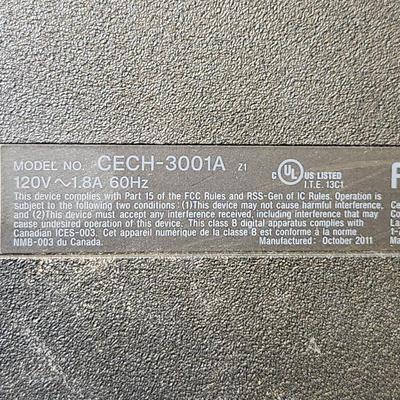 MODEL NO. CECH-3001A Z1
120V ~ 1.8A 60Hz
c UL US LISTED
I.T.E. 13C1
This device complies with Part 15 of the FCC Rules and RSS-Gen of IC Rules. Operation is
subject to the following two conditions:(1)This device may not cause harmful interference,
and (2)This device must accept any interference received, including interference that may
cause undesired operation of this device. This class B digital apparatus complies with
Canadian ICES-003. Cet appareil numérique de la classe B est conforme à la norme
NMB-003 du Canada. Manufactured: October 2011